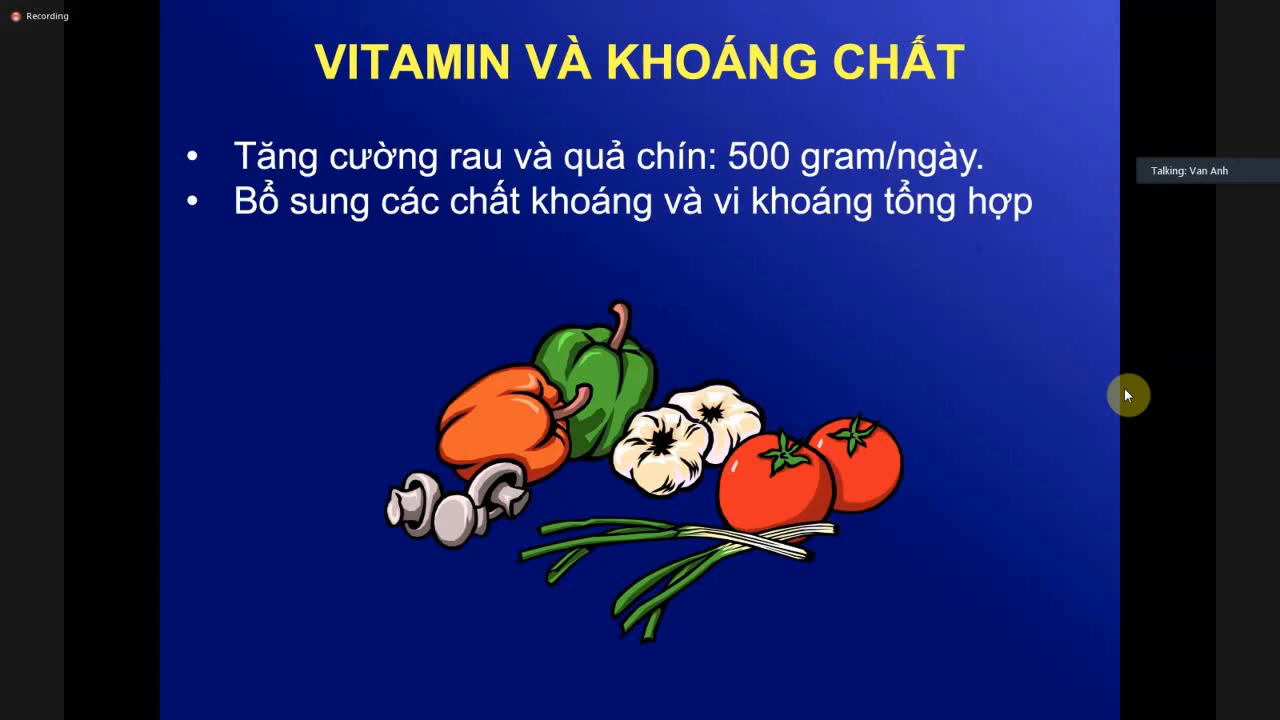 Recording
VITAMIN VÀ KHOÁNG CHẤT
• Tăng cường rau và quả chín: 500 gram/ngày.
Talking: Van Anh
• Bổ sung các chất khoáng và vi khoáng tổng hợp